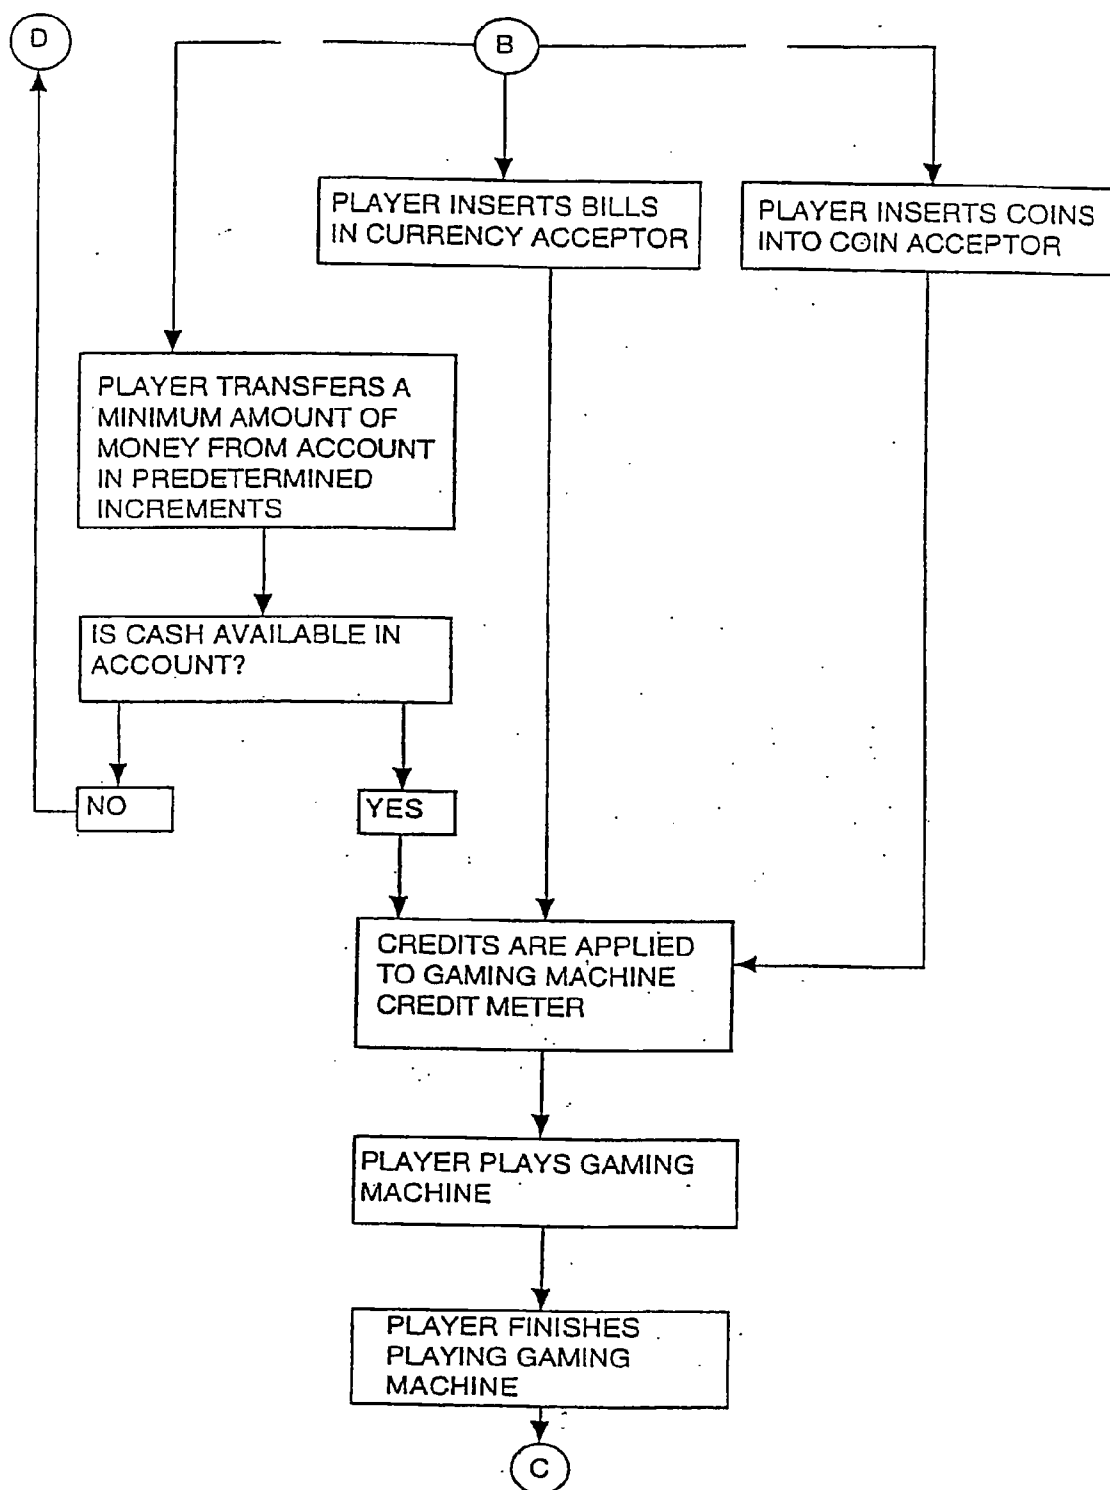 D
B
PLAYER INSERTS BILLS
IN CURRENCY ACCEPTOR
PLAYER INSERTS COINS
INTO COIN ACCEPTOR
PLAYER TRANSFERS A
MINIMUM AMOUNT OF
MONEY FROM ACCOUNT
IN PREDETERMINED
INCREMENTS
IS CASH AVAILABLE IN
ACCOUNT?
NO
YES
CREDITS ARE APPLIED
TO GAMING MACHINE
CREDIT METER
PLAYER PLAYS GAMING
MACHINE
PLAYER FINISHES
PLAYING GAMING
MACHINE
C